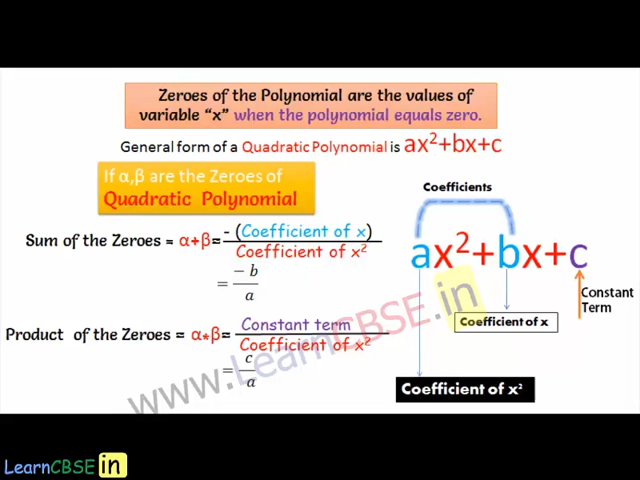 Zeroes of the Polynomial are the values of
variable “x” when the polynomial equals zero.
General form of a Quadratic Polynomial is ax²+bx+c
If α,β are the Zeroes of
Quadratic Polynomial
Sum of the Zeroes = α+β= - (Coefficient of x) / Coefficient of x²
= −b / a
Product of the Zeroes = α*β= Constant term / Coefficient of x²
= c / a
Coefficients
ax²+bx+c
Constant
Term
Coefficient of x
Coefficient of x²
www.LearnCBSE.in
LearnCBSE in